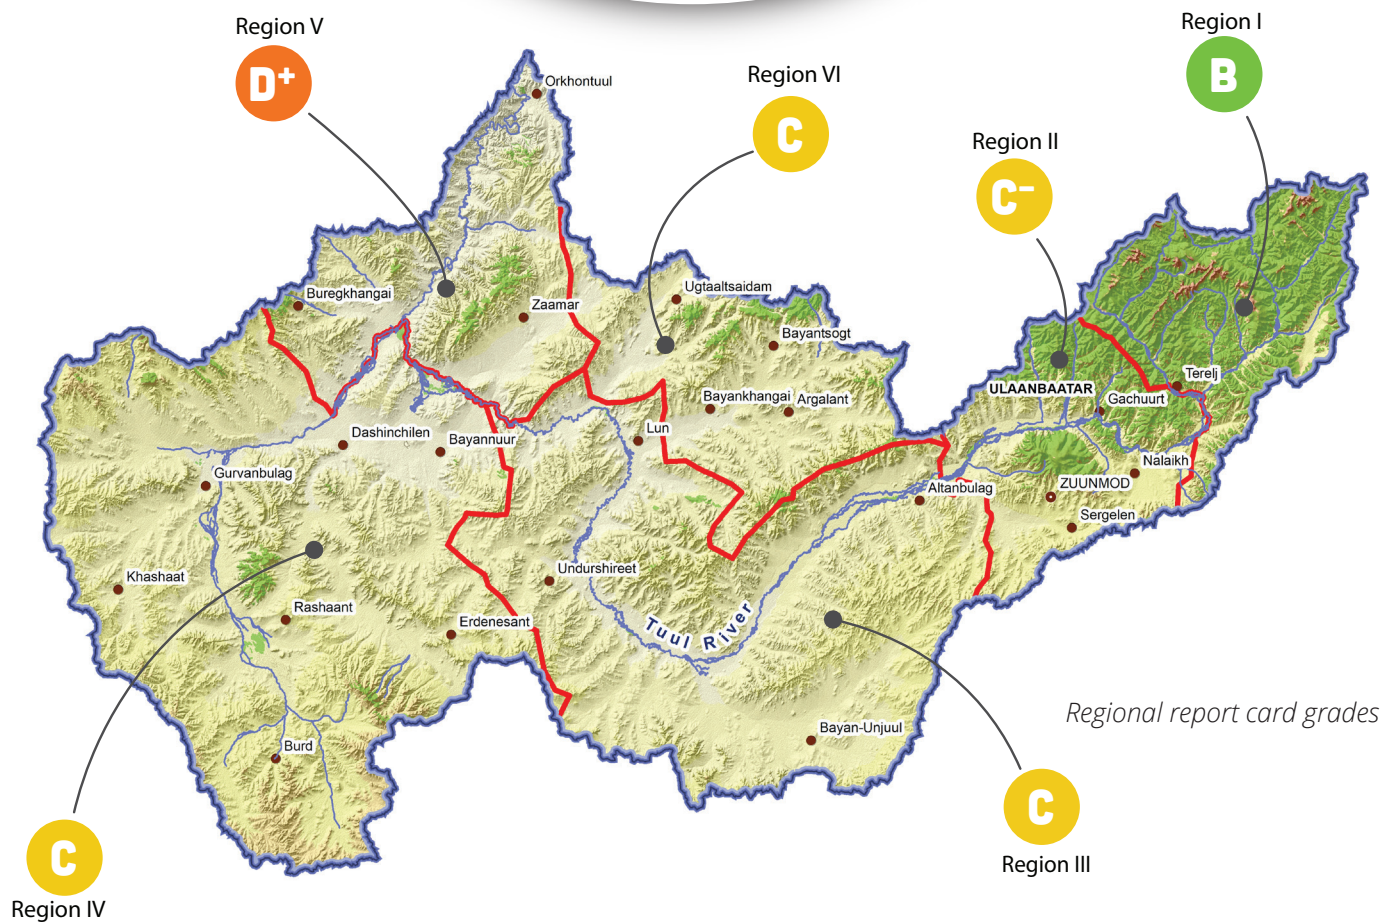 Region V
D+
Region VI
C
Region I
B
Region II
C−
Orkhontuul
Buregkhangai
Zaamar
Ugtaaltsaidam
Bayantsogt
Terelj
ULAANBAATAR
Gachuurt
Bayankhangai
Argalant
Lun
Dashinchilen
Bayannuur
Nalaikh
Gurvanbulag
Altanbulag
ZUUNMOD
Sergelen
Khashaat
Undurshireet
Rashaant
Erdenesant
Tuul River
Bayan-Unjuul
Burd
Regional report card grades
C
Region III
C
Region IV